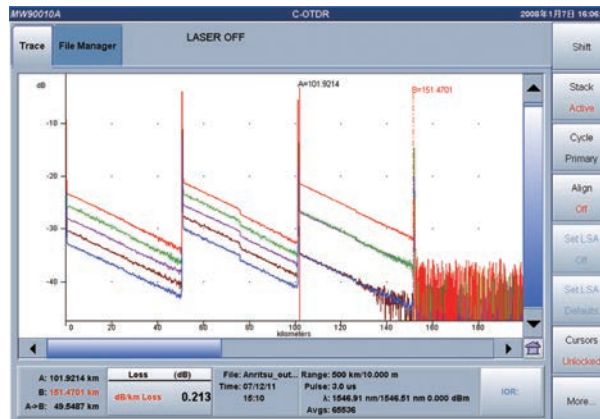 MW90010A C-OTDR 2008年1月7日 16:06
Trace
File Manager
LASER OFF
Shift
Stack
Active
Cycle
Primary
Align
Off
Set LSA
Off
Set LSA
Defaults
Cursors
Unlocked
More...
dB
A=101.9214
B=151.4701
-10
-20
-30
-40
0 20 40 60 80 100 120 140 160 180
kilometers
A: 101.9214 km
B: 151.4701 km
A->B: 49.5487 km
Loss (dB)
dB/km Loss 0.213
File: Anritsu_out...
Time: 07/12/11
15:10
Range: 500 km/10.000 m
Pulse: 3.0 us
λ: 1546.91 nm/1546.51 nm 0.000 dBm
Avgs: 65536
IOR: